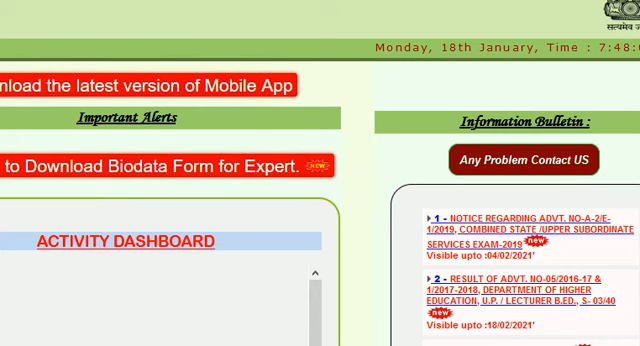 सत्यमेव
Monday, 18th January, Time : 7:48:
nload the latest version of Mobile App
Important Alerts
Information Bulletin :
to Download Biodata Form for Expert. NEW
Any Problem Contact US
ACTIVITY DASHBOARD
1 - NOTICE REGARDING ADVT. NO-A-2/E-
1/2019, COMBINED STATE /UPPER SUBORDINATE
SERVICES EXAM-2019 new
Visible upto :04/02/2021'
2 - RESULT OF ADVT. NO-05/2016-17 &
1/2017-2018, DEPARTMENT OF HIGHER
EDUCATION, U.P. / LECTURER B.ED., S- 03/40
new
Visible upto :18/02/2021'